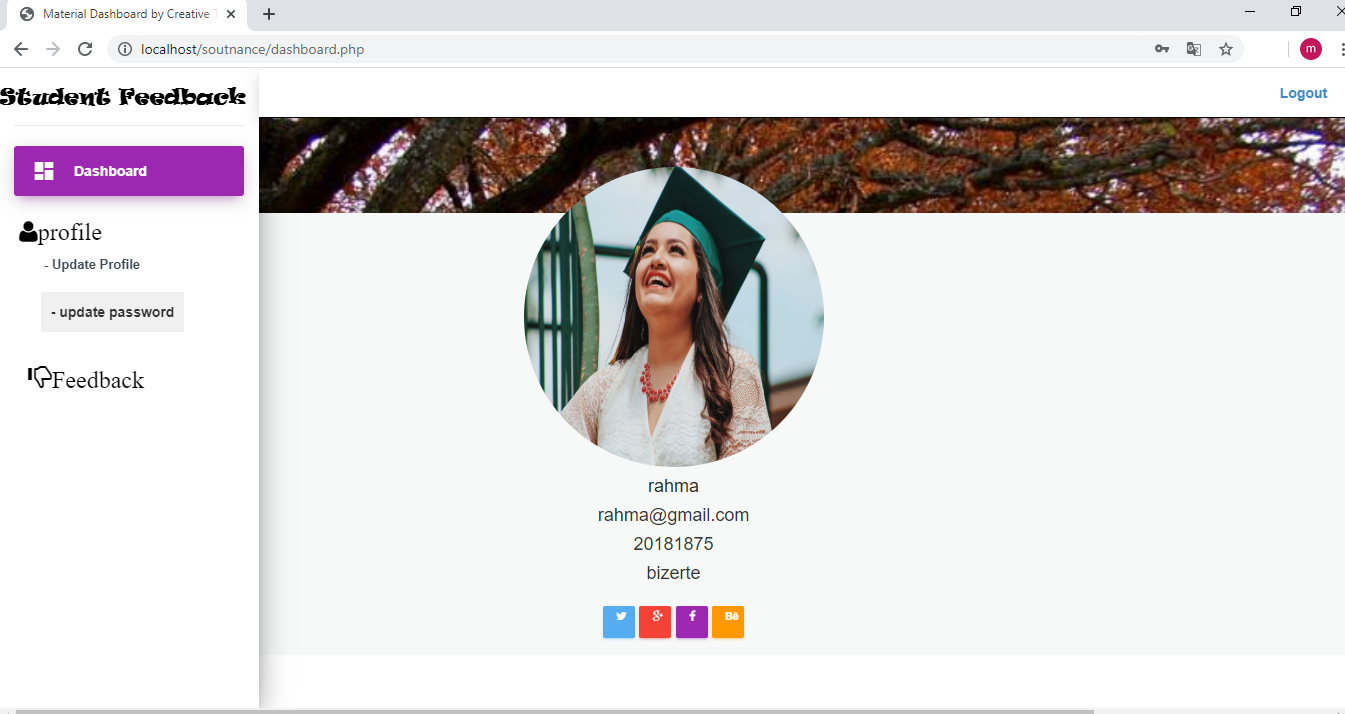 Material Dashboard by Creative T
localhost/soutnance/dashboard.php
m
Student Feedback
Logout
Dashboard
profile
- Update Profile
- update password
Feedback
rahma
rahma@gmail.com
20181875
bizerte
Bē